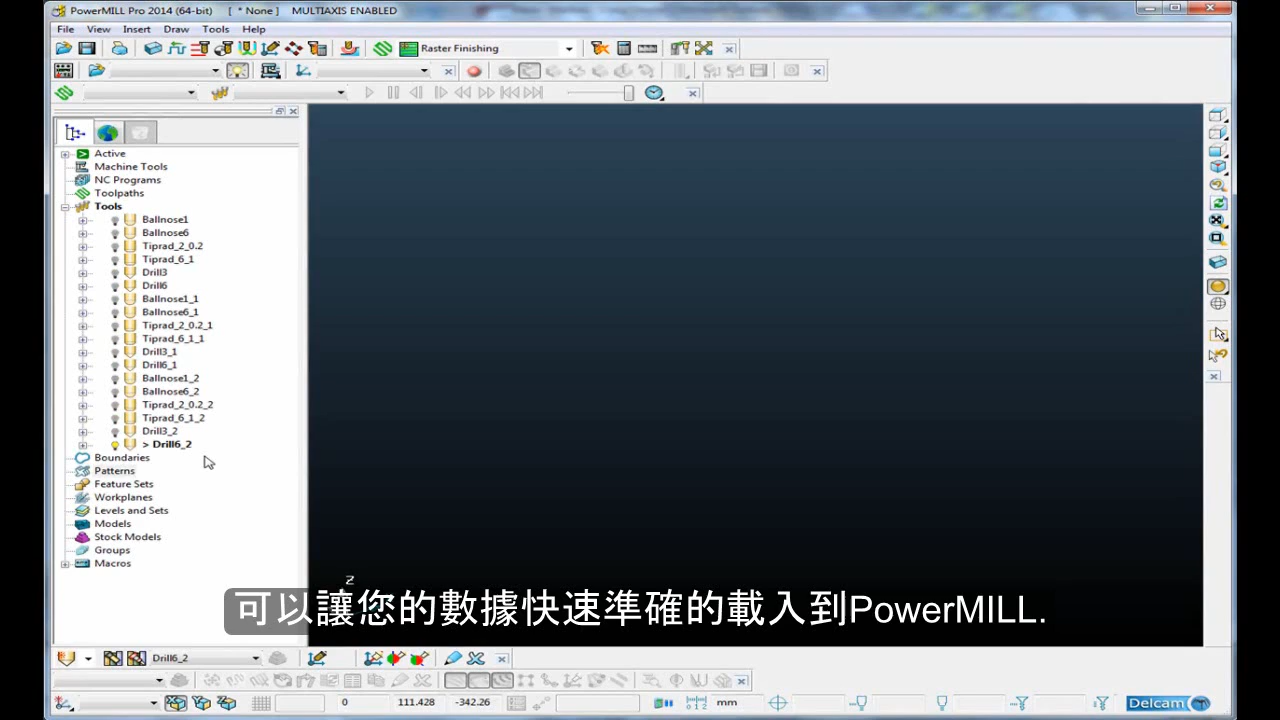 PowerMILL Pro 2014 (64-bit) [ * None ] MULTIAXIS ENABLED
File View Insert Draw Tools Help
Raster Finishing
Active
Machine Tools
NC Programs
Toolpaths
Tools
Ballnose1
Ballnose6
Tiprad_2_0.2
Tiprad_6_1
Drill3
Drill6
Ballnose1_1
Ballnose6_1
Tiprad_2_0.2_1
Tiprad_6_1_1
Drill3_1
Drill6_1
Ballnose1_2
Ballnose6_2
Tiprad_2_0.2_2
Tiprad_6_1_2
Drill3_2
> Drill6_2
Boundaries
Patterns
Feature Sets
Workplanes
Levels and Sets
Models
Stock Models
Groups
Macros
Z
可以讓您的數據快速準確的載入到PowerMILL.
Drill6_2
0 111.428 -342.26 mm Delcam